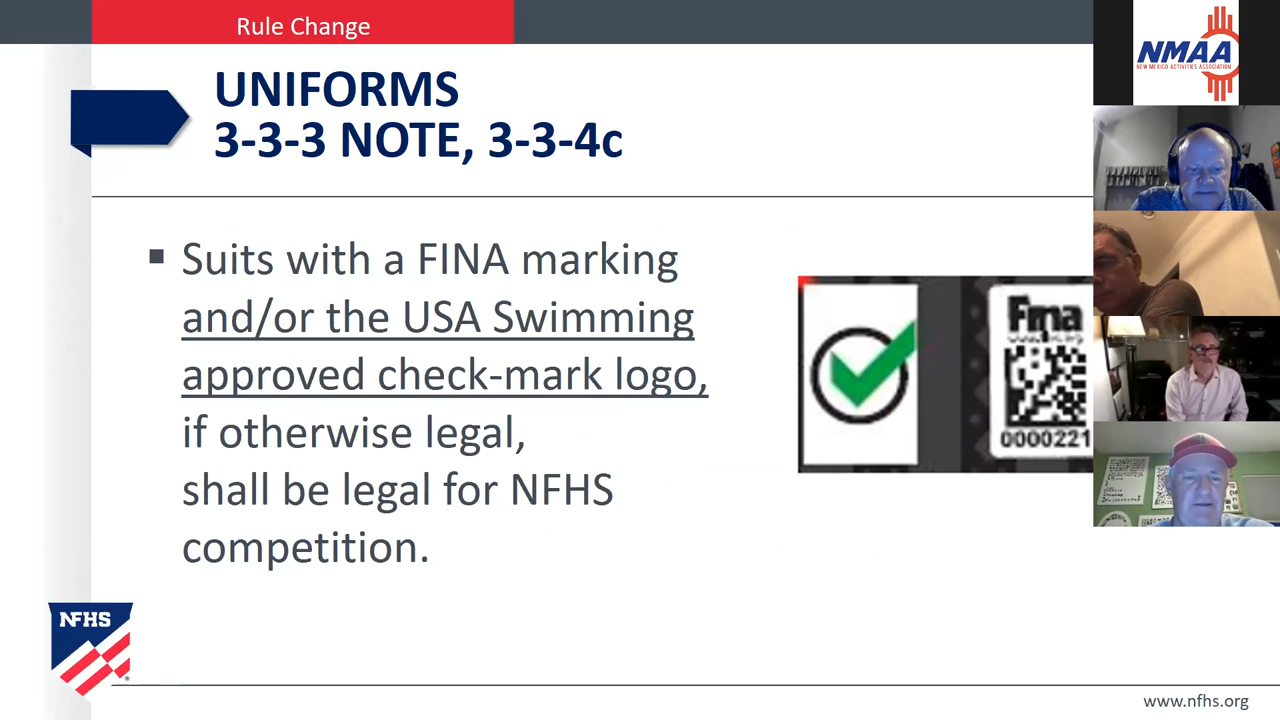 Rule Change
UNIFORMS
3-3-3 NOTE, 3-3-4c
▪ Suits with a FINA marking
and/or the USA Swimming
approved check-mark logo,
if otherwise legal,
shall be legal for NFHS
competition.
Fina
0000221
NMAA
NEW MEXICO ACTIVITIES ASSOCIATION
NFHS
www.nfhs.org